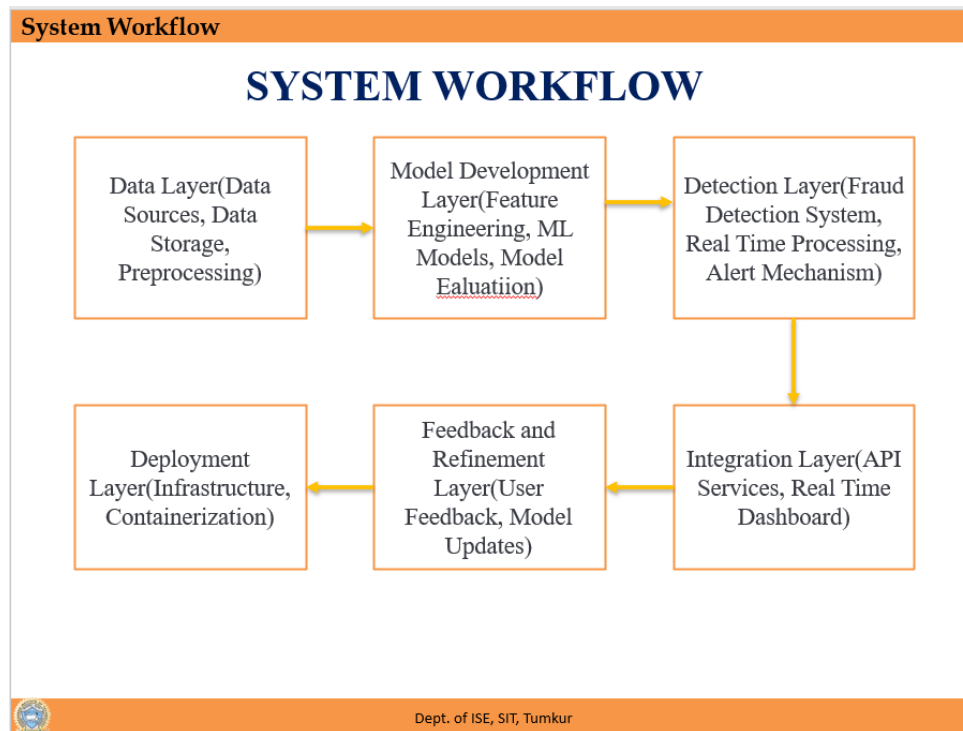 System Workflow
SYSTEM WORKFLOW
Data Layer(Data
Sources, Data
Storage,
Preprocessing)
Model Development
Layer(Feature
Engineering, ML
Models, Model
Ealuatiion)
Detection Layer(Fraud
Detection System,
Real Time Processing,
Alert Mechanism)
Integration Layer(API
Services, Real Time
Dashboard)
Feedback and
Refinement
Layer(User
Feedback, Model
Updates)
Deployment
Layer(Infrastructure,
Containerization)
Dept. of ISE, SIT, Tumkur